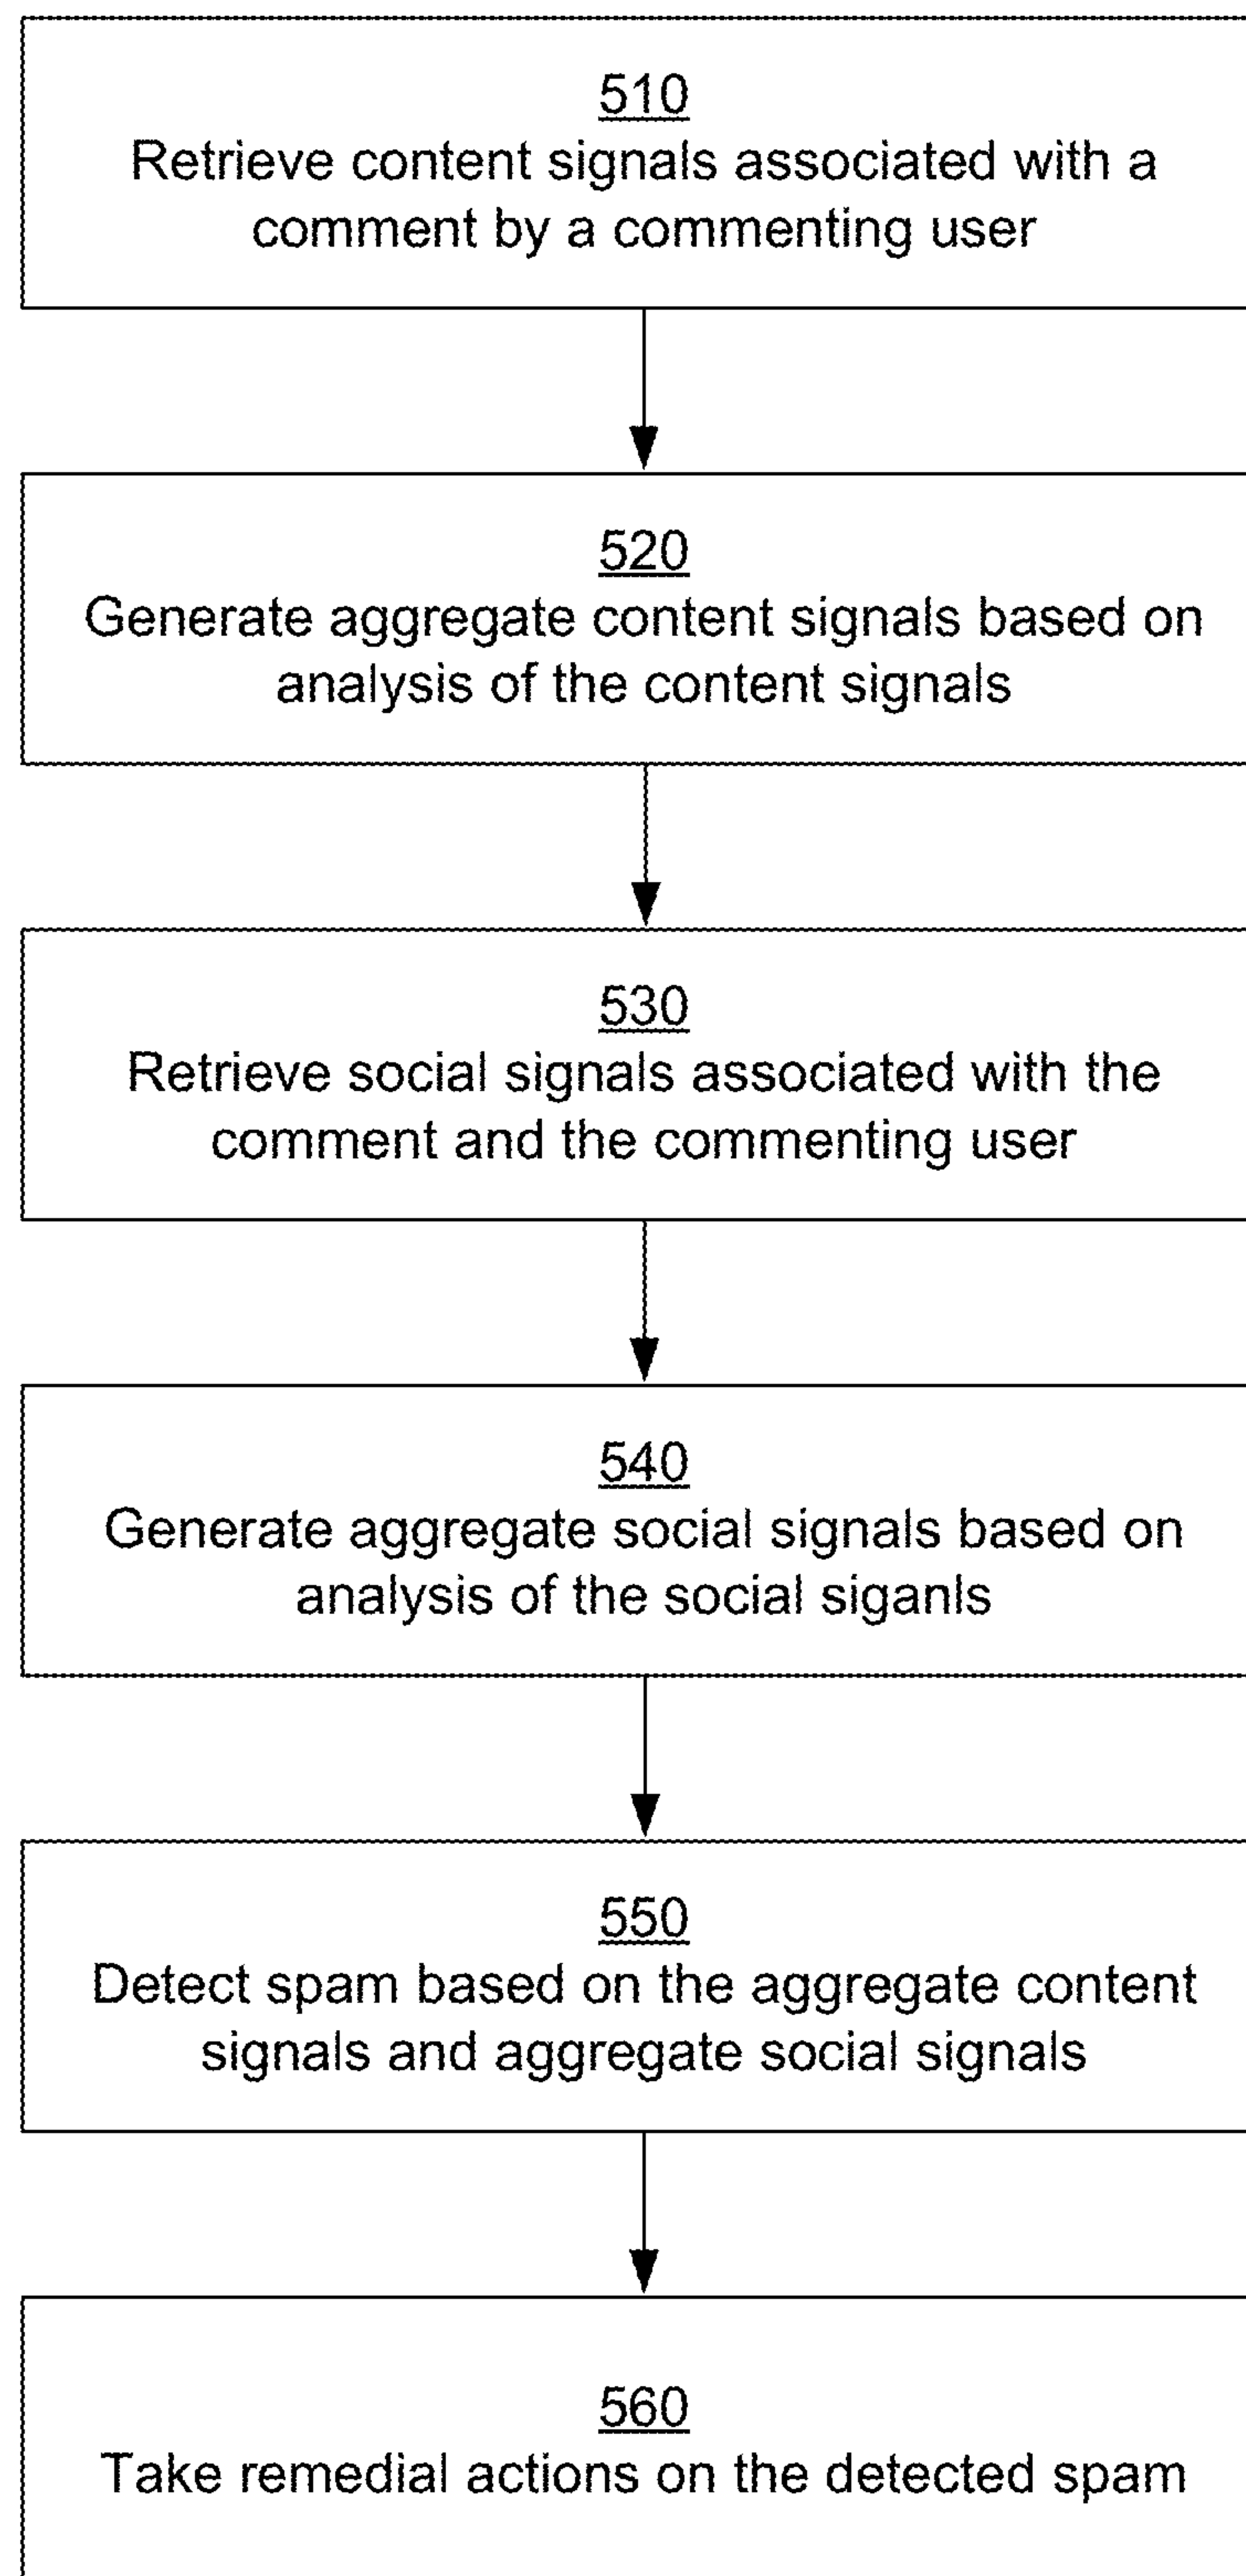 510
Retrieve content signals associated with a
comment by a commenting user
520
Generate aggregate content signals based on
analysis of the content signals
530
Retrieve social signals associated with the
comment and the commenting user
540
Generate aggregate social signals based on
analysis of the social siganls
550
Detect spam based on the aggregate content
signals and aggregate social signals
560
Take remedial actions on the detected spam